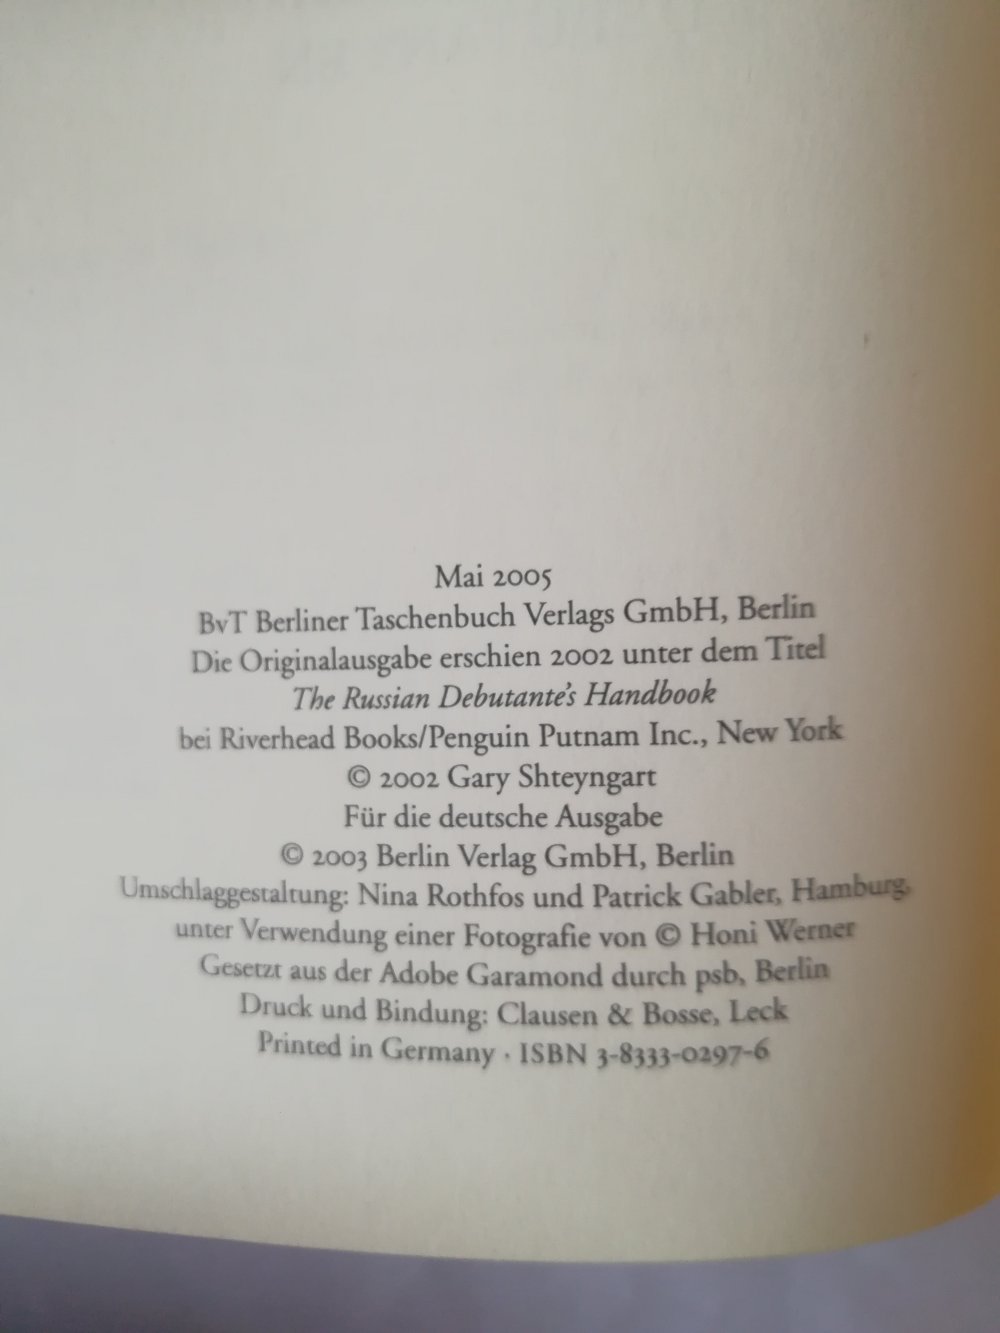 Mai 2005
BvT Berliner Taschenbuch Verlags GmbH, Berlin
Die Originalausgabe erschien 2002 unter dem Titel
The Russian Debutante's Handbook
bei Riverhead Books/Penguin Putnam Inc., New York
© 2002 Gary Shteyngart
Für die deutsche Ausgabe
© 2003 Berlin Verlag GmbH, Berlin
Umschlaggestaltung: Nina Rothfos und Patrick Gabler, Hamburg,
unter Verwendung einer Fotografie von © Honi Werner
Gesetzt aus der Adobe Garamond durch psb, Berlin
Druck und Bindung: Clausen & Bosse, Leck
Printed in Germany · ISBN 3-8333-0297-6